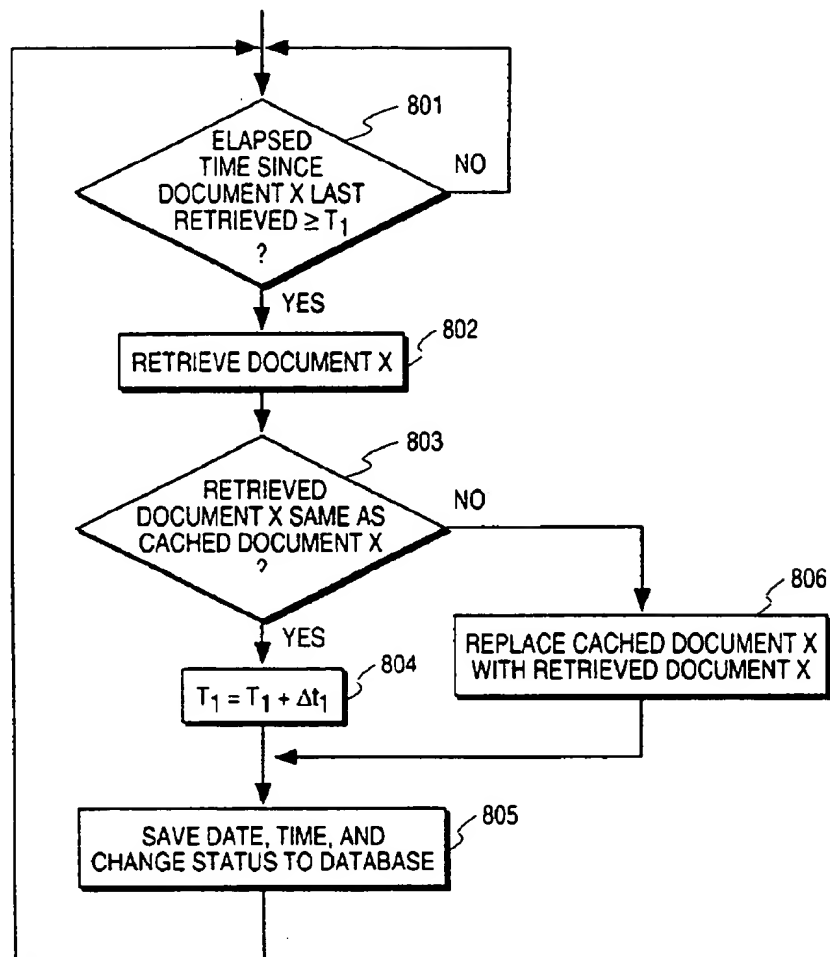 801
ELAPSED
TIME SINCE
DOCUMENT X LAST
RETRIEVED ≥ T₁
?
NO
YES
802
RETRIEVE DOCUMENT X
803
RETRIEVED
DOCUMENT X SAME AS
CACHED DOCUMENT X
?
NO
YES
806
REPLACE CACHED DOCUMENT X
WITH RETRIEVED DOCUMENT X
804
T₁ = T₁ + Δt₁
805
SAVE DATE, TIME, AND
CHANGE STATUS TO DATABASE